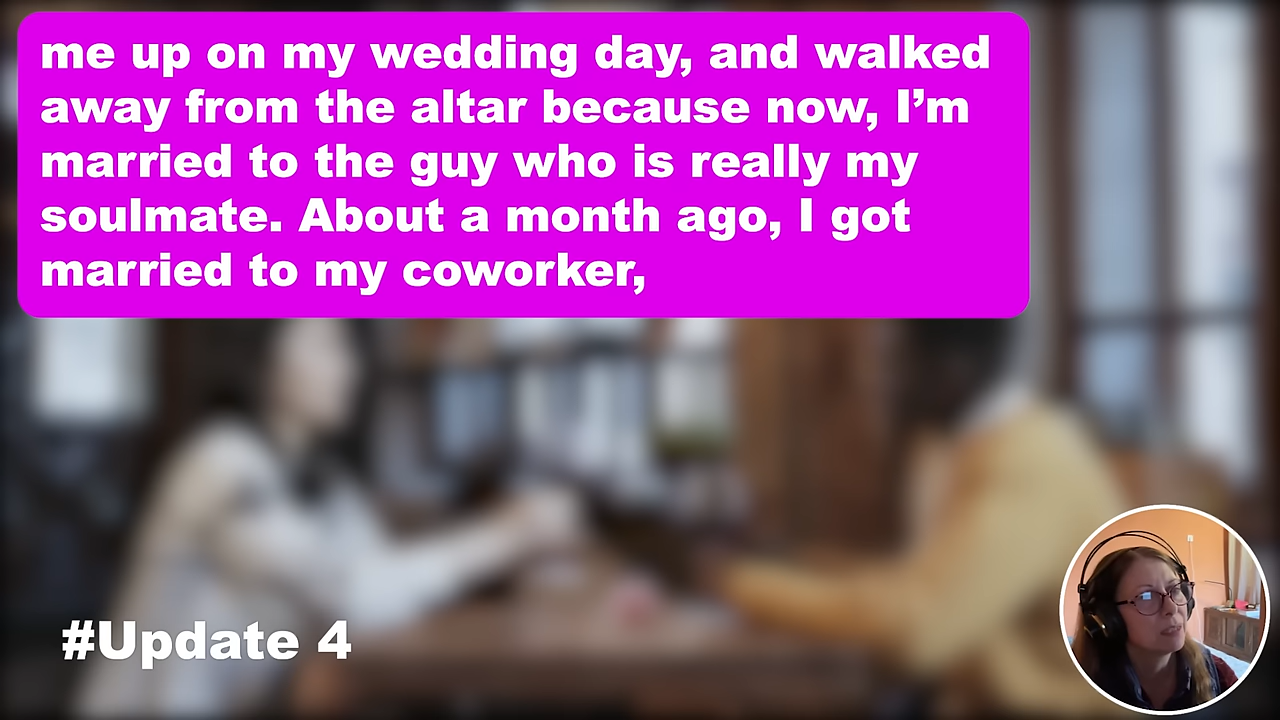 me up on my wedding day, and walked
away from the altar because now, I’m
married to the guy who is really my
soulmate. About a month ago, I got
married to my coworker,
#Update 4